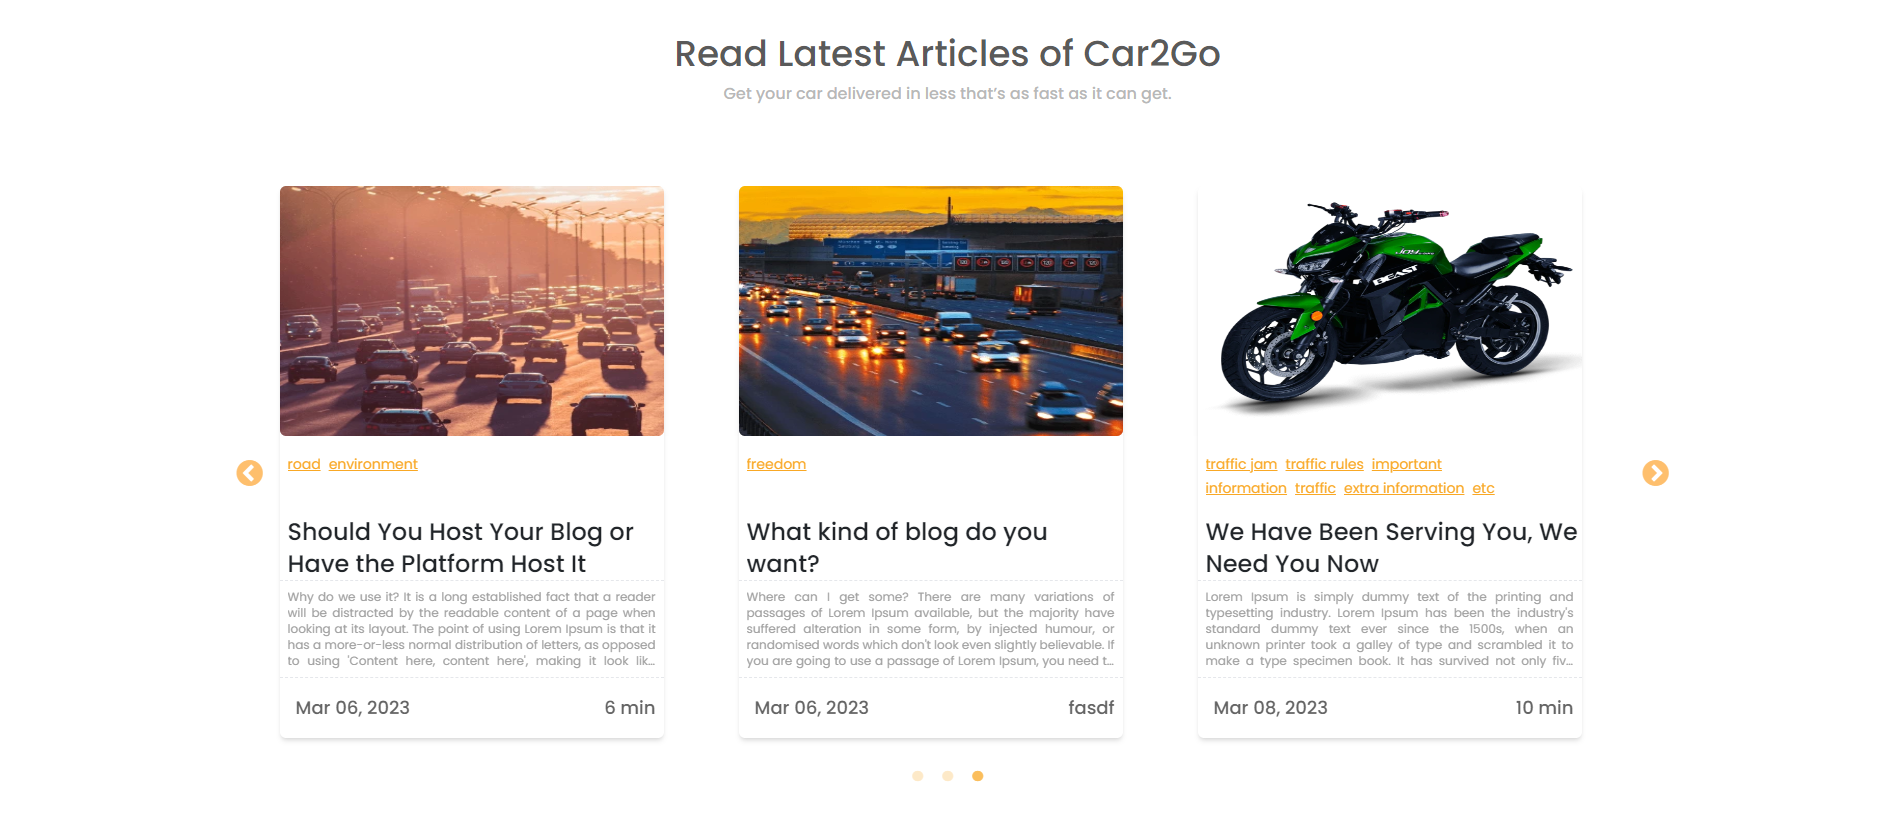 Read Latest Articles of Car2Go
Get your car delivered in less that's as fast as it can get.
BEAST
road environment
Should You Host Your Blog or
Have the Platform Host It
Why do we use it? It is a long established fact that a reader
will be distracted by the readable content of a page when
looking at its layout. The point of using Lorem Ipsum is that it
has a more-or-less normal distribution of letters, as opposed
to using 'Content here, content here', making it look lik…
Mar 06, 2023 6 min
freedom
What kind of blog do you
want?
Where can I get some? There are many variations of
passages of Lorem Ipsum available, but the majority have
suffered alteration in some form, by injected humour, or
randomised words which don't look even slightly believable. If
you are going to use a passage of Lorem Ipsum, you need t…
Mar 06, 2023 fasdf
traffic jam traffic rules important
information traffic extra information etc
We Have Been Serving You, We
Need You Now
Lorem Ipsum is simply dummy text of the printing and
typesetting industry. Lorem Ipsum has been the industry's
standard dummy text ever since the 1500s, when an
unknown printer took a galley of type and scrambled it to
make a type specimen book. It has survived not only fiv…
Mar 08, 2023 10 min